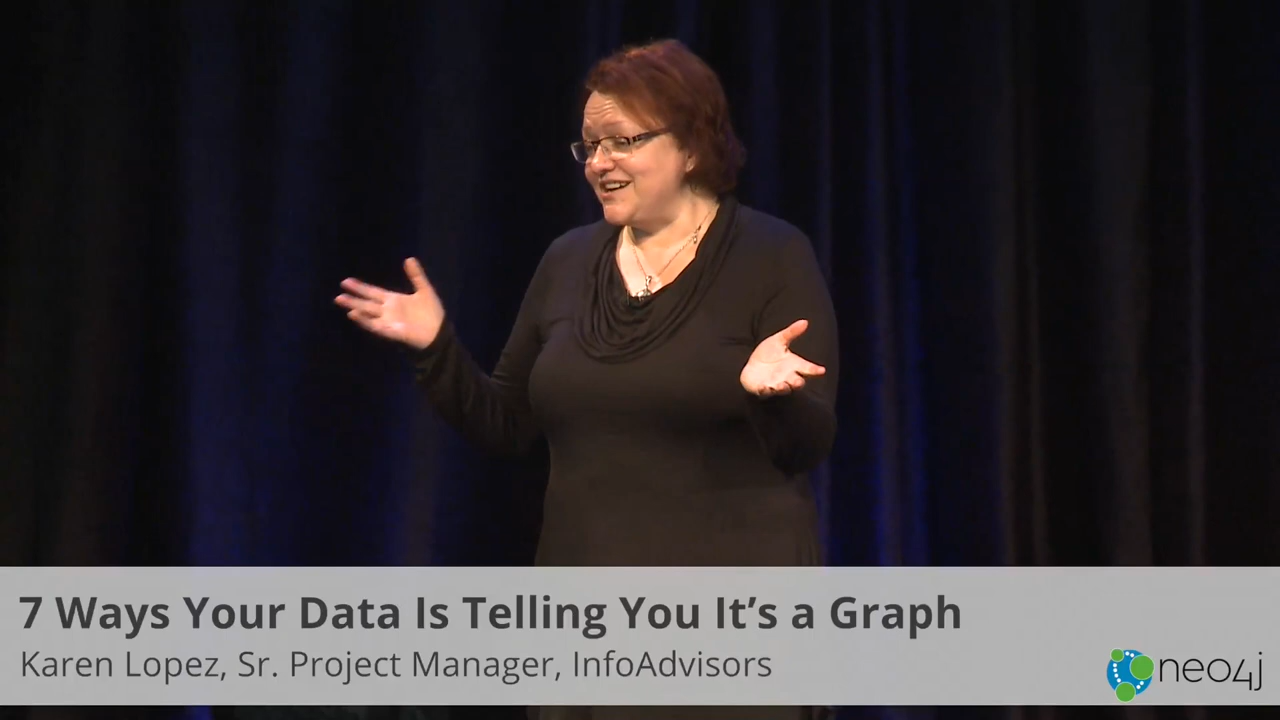 7 Ways Your Data Is Telling You It's a Graph
Karen Lopez, Sr. Project Manager, InfoAdvisors
neo4j